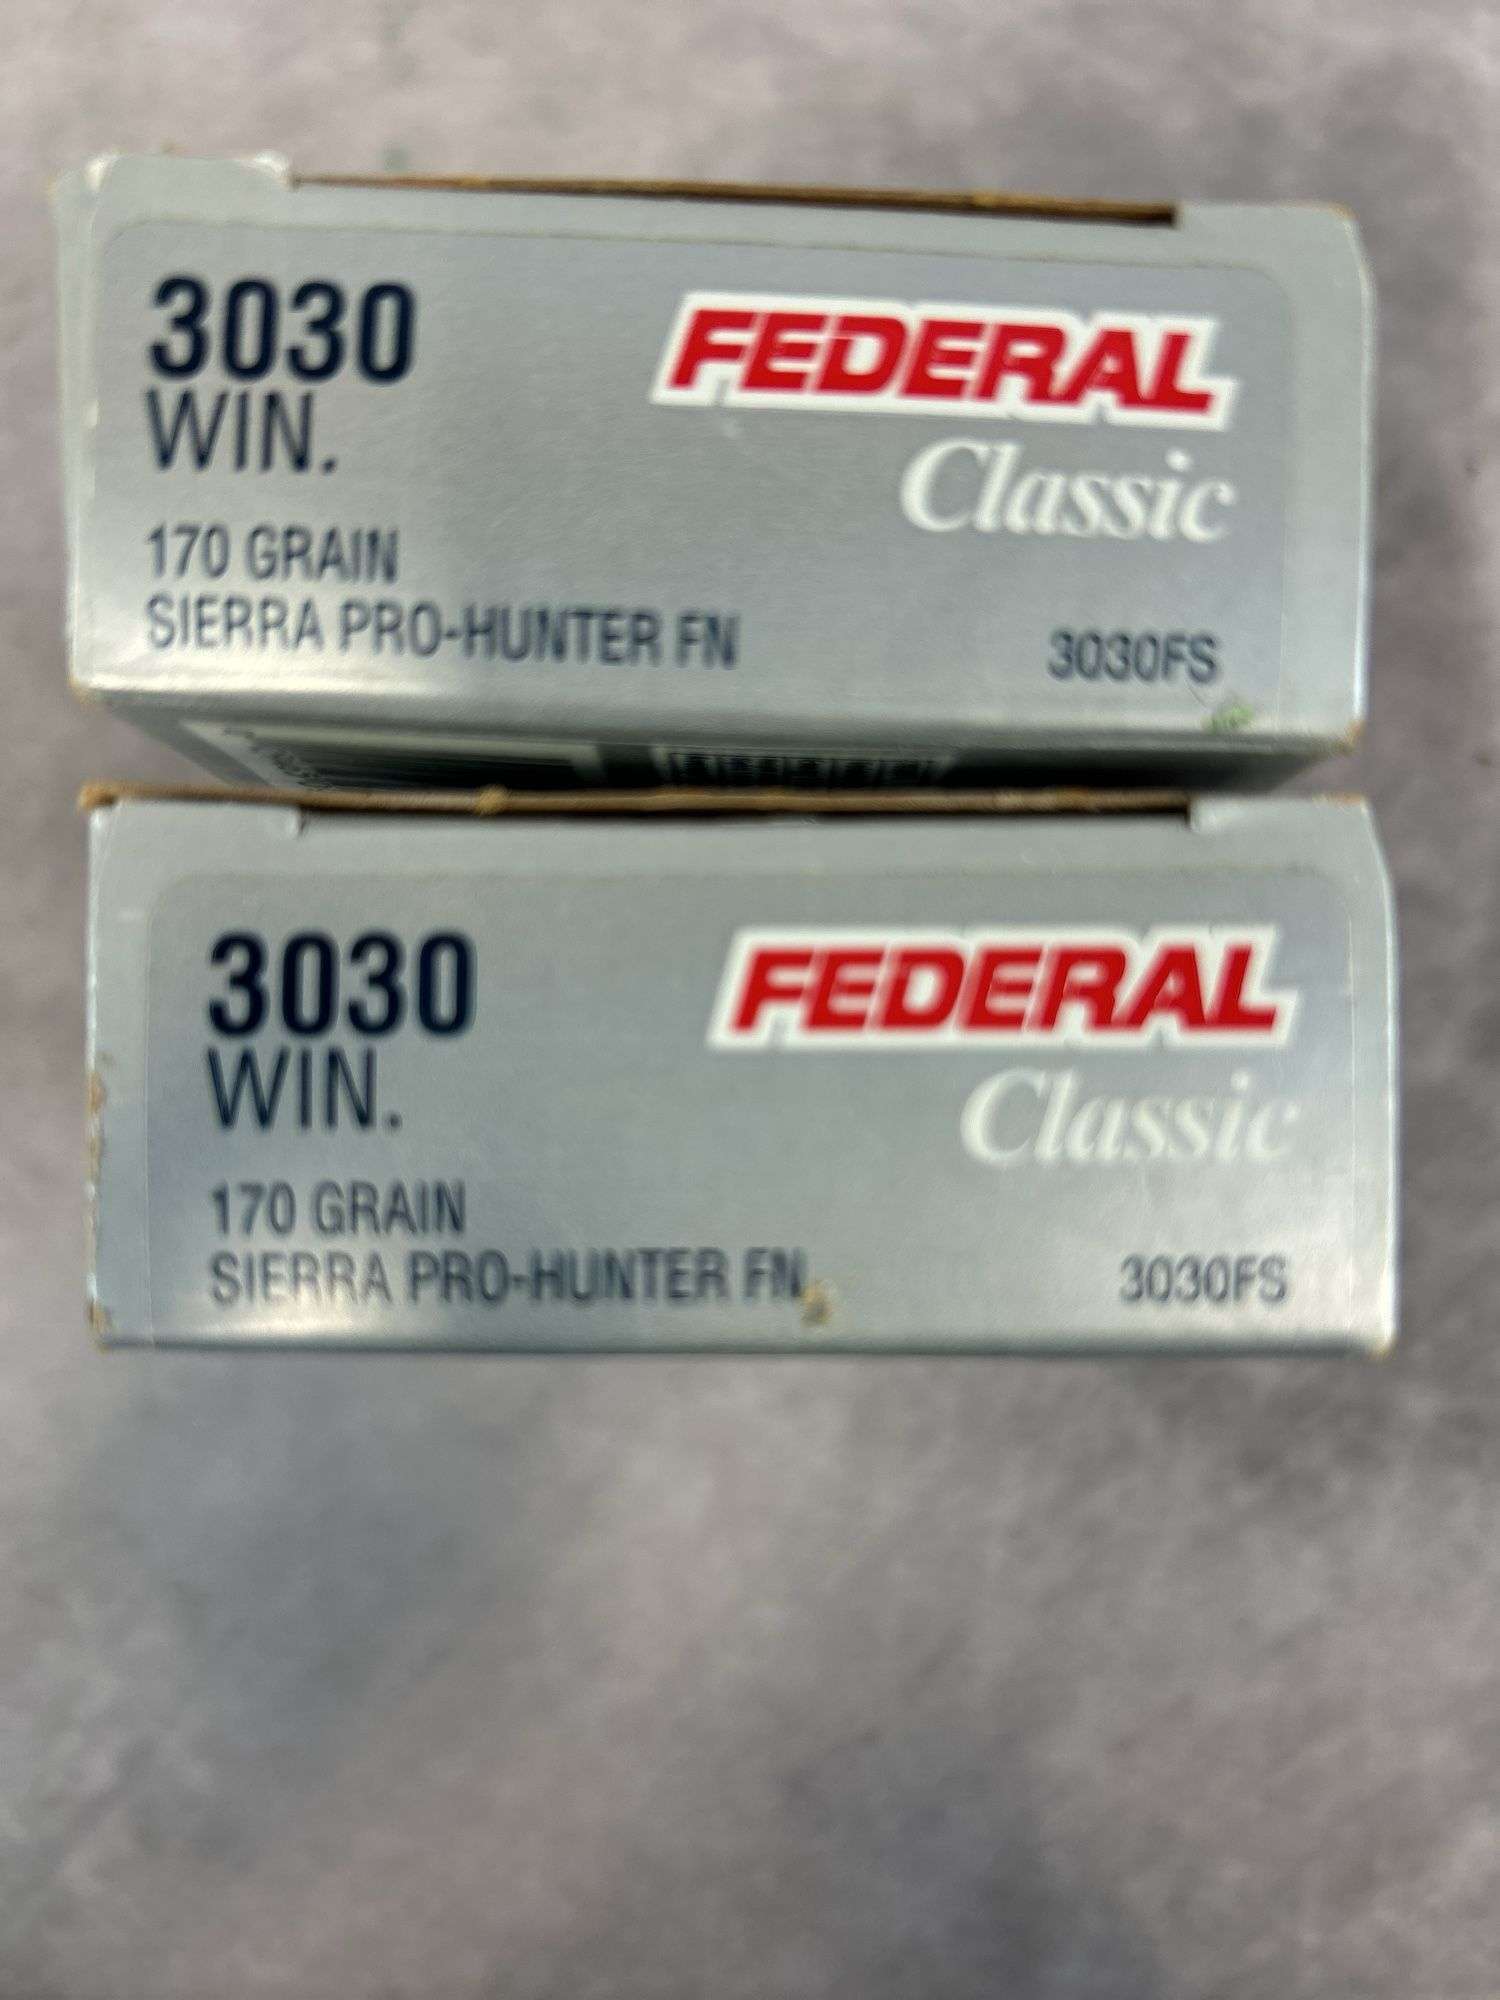 3030
WIN.
170 GRAIN
SIERRA PRO-HUNTER FN
FEDERAL
Classic
3030FS
3030
WIN.
170 GRAIN
SIERRA PRO-HUNTER FN
FEDERAL
Classic
3030FS